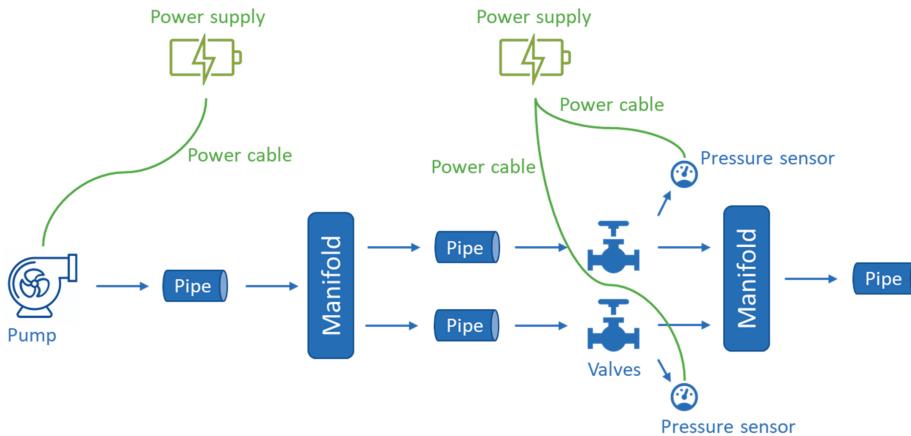 Power supply
Power supply
Power cable
Power cable
Power cable
Pressure sensor
Pump
Pipe
Manifold
Pipe
Pipe
Valves
Manifold
Pipe
Pressure sensor